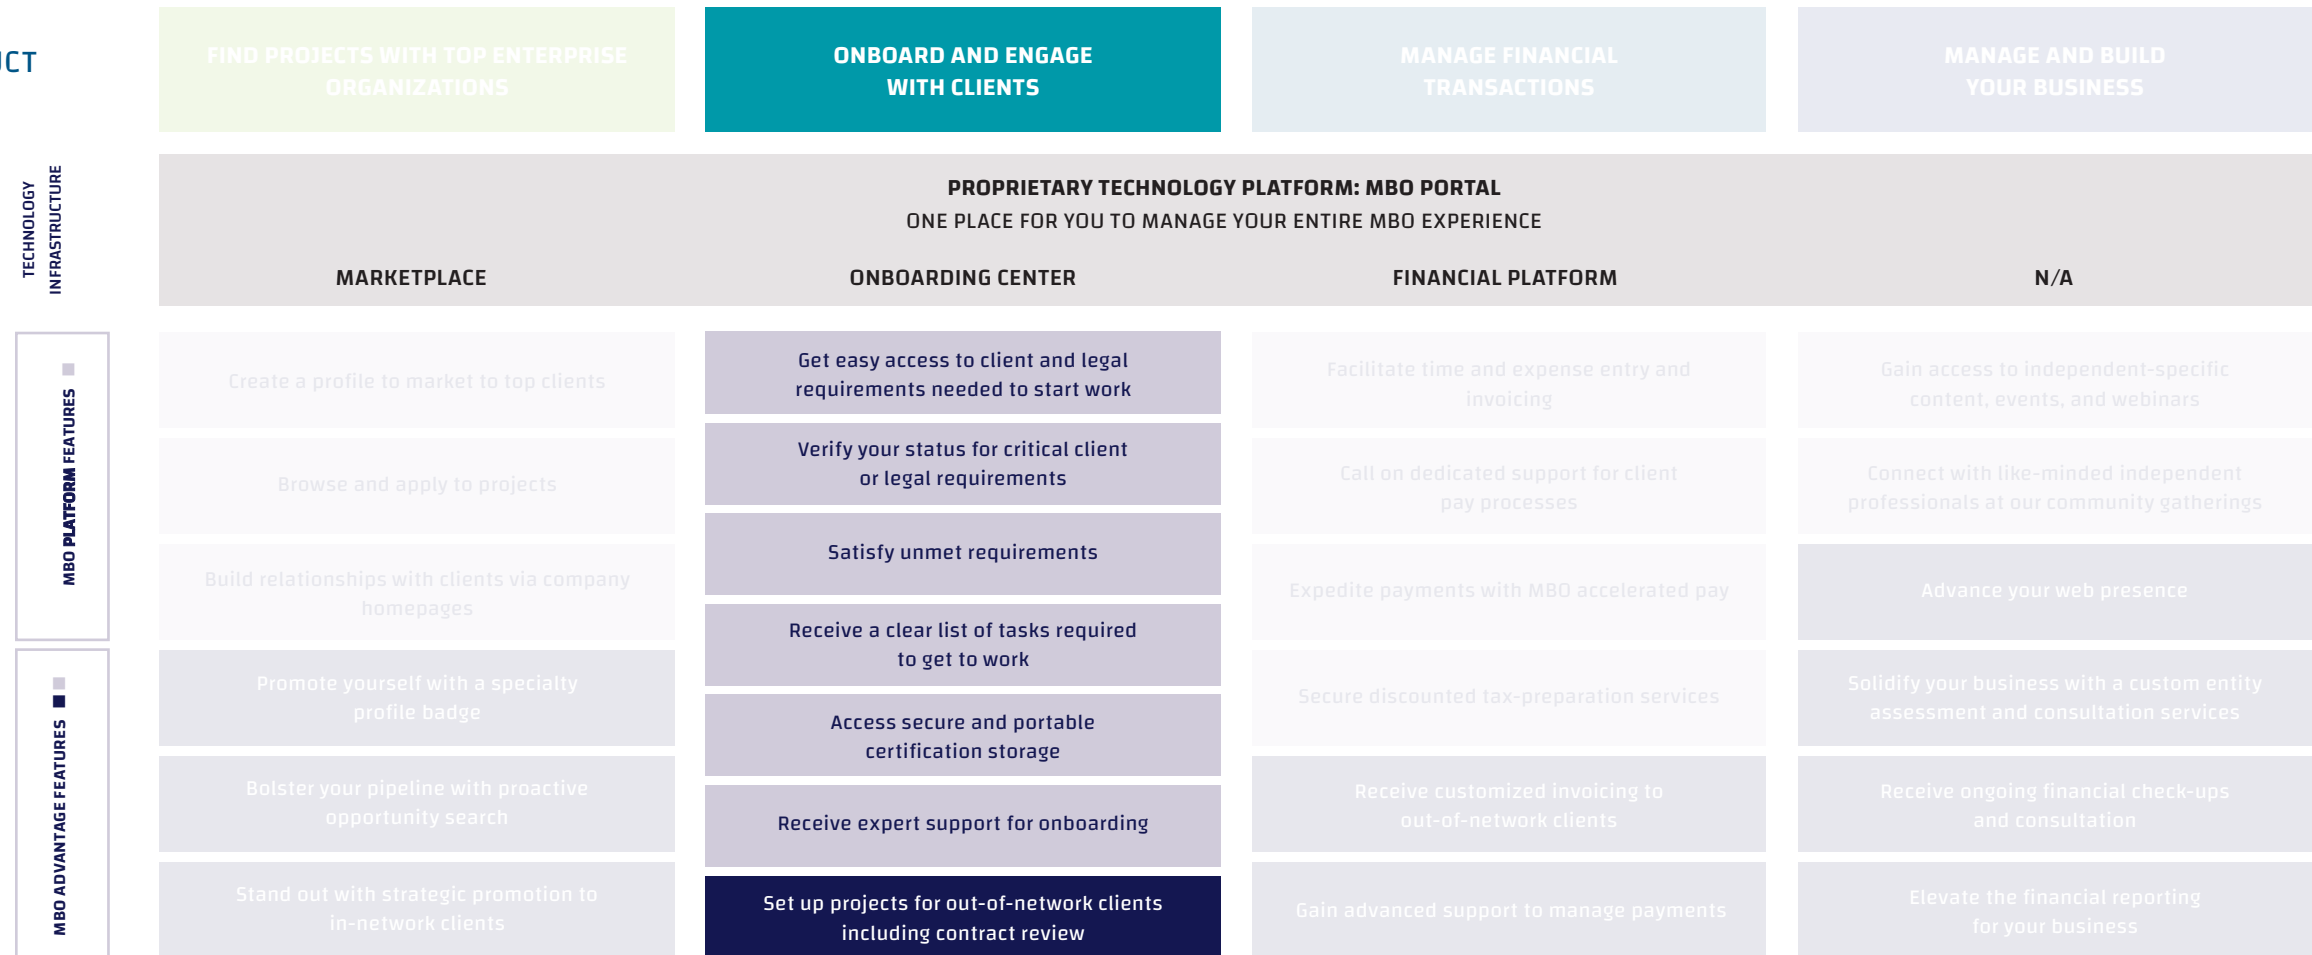 UCT
FIND PROJECTS WITH TOP ENTERPRISE
ORGANIZATIONS
ONBOARD AND ENGAGE
WITH CLIENTS
MANAGE FINANCIAL
TRANSACTIONS
MANAGE AND BUILD
YOUR BUSINESS
TECHNOLOGY
INFRASTRUCTURE
PROPRIETARY TECHNOLOGY PLATFORM: MBO PORTAL
ONE PLACE FOR YOU TO MANAGE YOUR ENTIRE MBO EXPERIENCE
MARKETPLACE
ONBOARDING CENTER
FINANCIAL PLATFORM
N/A
MBO PLATFORM FEATURES
MBO ADVANTAGE FEATURES
Create a profile to market to top clients
Browse and apply to projects
Build relationships with clients via company
homepages
Promote yourself with a specialty
profile badge
Bolster your pipeline with proactive
opportunity search
Stand out with strategic promotion to
in-network clients
Get easy access to client and legal
requirements needed to start work
Verify your status for critical client
or legal requirements
Satisfy unmet requirements
Receive a clear list of tasks required
to get to work
Access secure and portable
certification storage
Receive expert support for onboarding
Set up projects for out-of-network clients
including contract review
Facilitate time and expense entry and
invoicing
Call on dedicated support for client
pay processes
Expedite payments with MBO accelerated pay
Secure discounted tax-preparation services
Receive customized invoicing to
out-of-network clients
Gain advanced support to manage payments
Gain access to independent-specific
content, events, and webinars
Connect with like-minded independent
professionals at our community gatherings
Advance your web presence
Solidify your business with a custom entity
assessment and consultation services
Receive ongoing financial check-ups
and consultation
Elevate the financial reporting
for your business